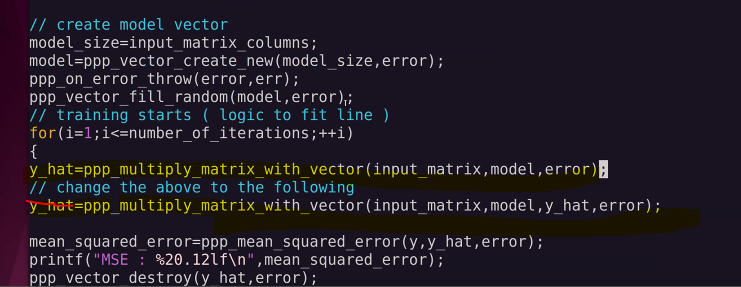 // create model vector
model_size=input_matrix_columns;
model=ppp_vector_create_new(model_size,error);
ppp_on_error_throw(error,err);
ppp_vector_fill_random(model,error);
// training starts ( logic to fit line )
for(i=1;i<=number_of_iterations;++i)
{
y_hat=ppp_multiply_matrix_with_vector(input_matrix,model,error);
// change the above to the following
y_hat=ppp_multiply_matrix_with_vector(input_matrix,model,y_hat,error);
mean_squared_error=ppp_mean_squared_error(y,y_hat,error);
printf("MSE : %20.12lf\n",mean_squared_error);
ppp_vector_destroy(y_hat,error);